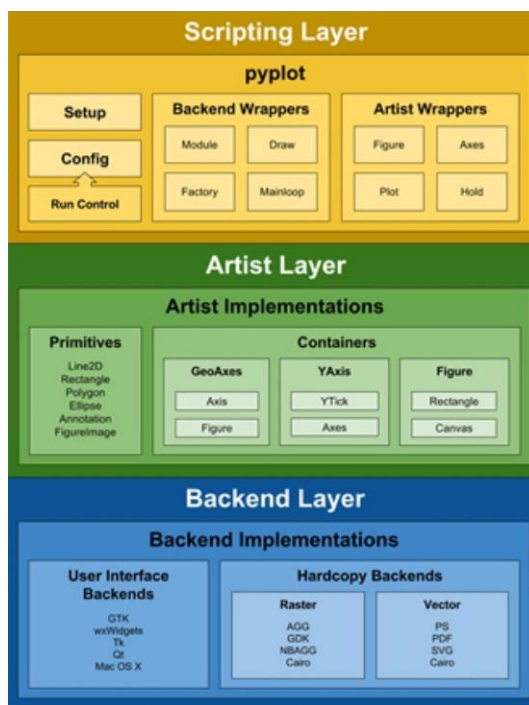 Scripting Layer
pyplot
Setup
Config
Run Control
Backend Wrappers
Module
Draw
Factory
Mainloop
Artist Wrappers
Figure
Axes
Plot
Hold
Artist Layer
Artist Implementations
Primitives
Line2D
Rectangle
Polygon
Ellipse
Annotation
FigureImage
Containers
GeoAxes
Axis
Figure
YAxis
YTick
Axes
Figure
Rectangle
Canvas
Backend Layer
Backend Implementations
User Interface
Backends
GTK
wxWidgets
Tk
Qt
Mac OS X
Hardcopy Backends
Raster
AGG
GDK
NBAGG
Cairo
Vector
PS
PDF
SVG
Cairo